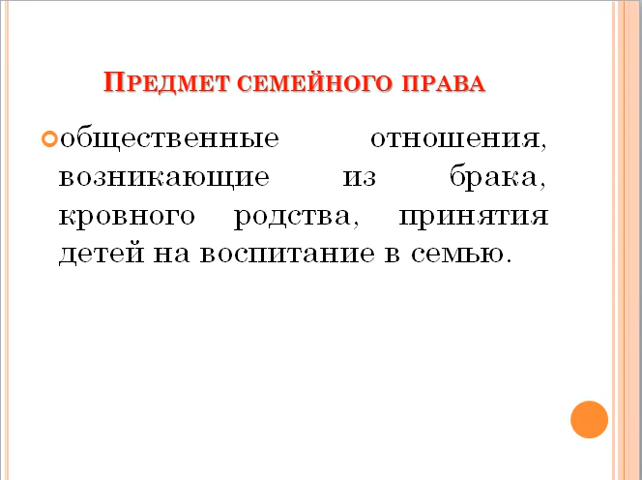 ПРЕДМЕТ СЕМЕЙНОГО ПРАВА
общественные отношения,
возникающие из брака,
кровного родства, принятия
детей на воспитание в семью.